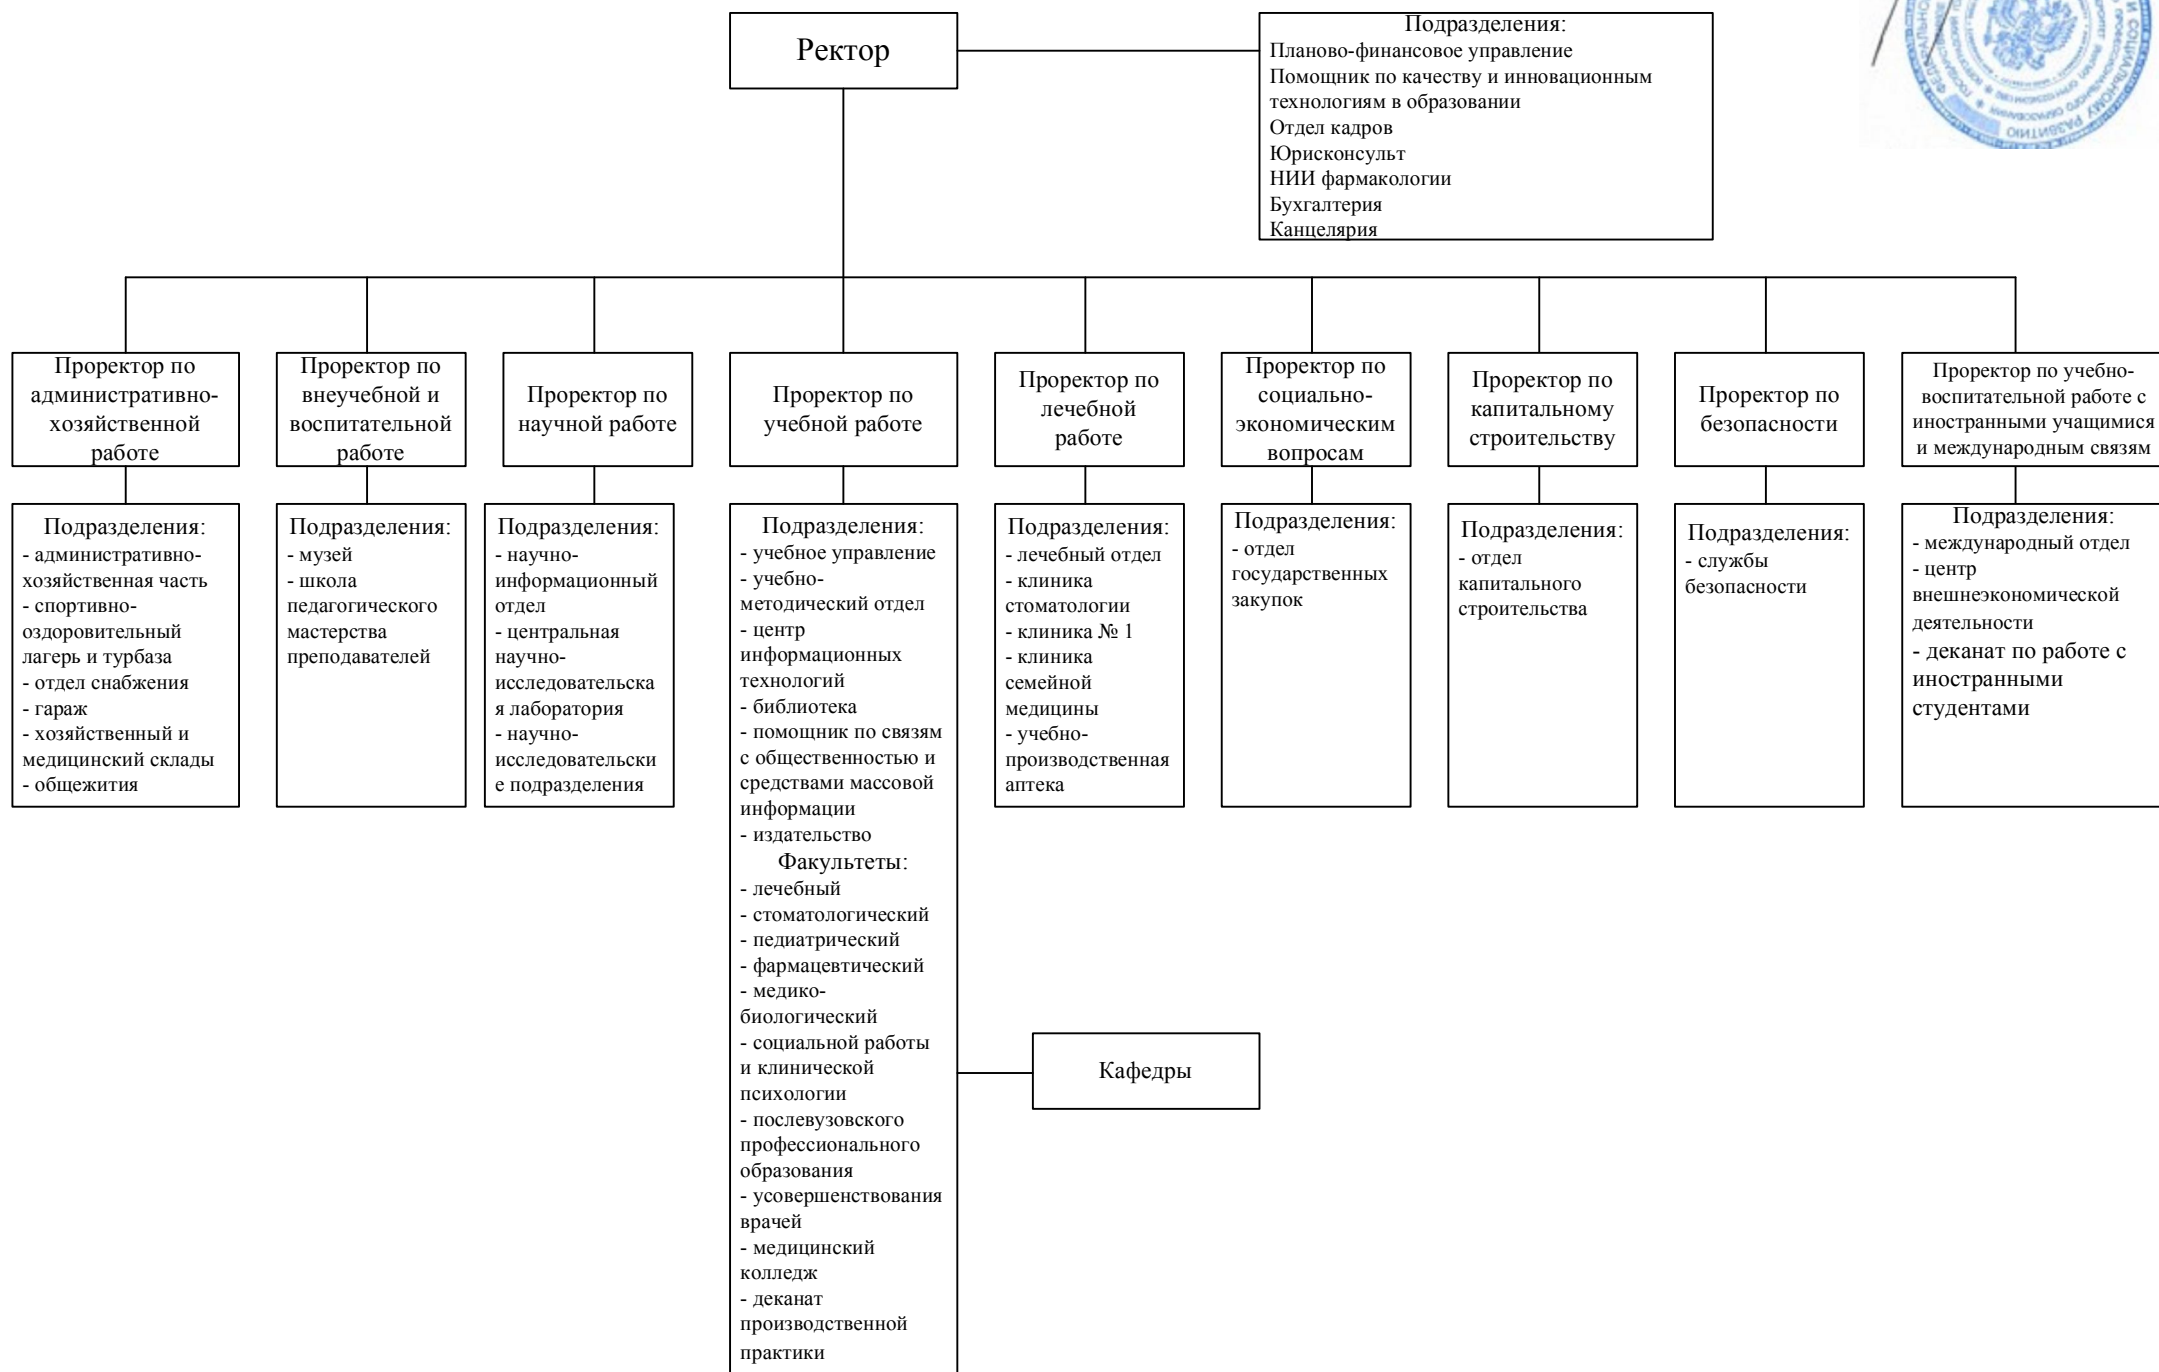 Ректор
Подразделения:
Планово-финансовое управление
Помощник по качеству и инновационным
технологиям в образовании
Отдел кадров
Юрисконсульт
НИИ фармакологии
Бухгалтерия
Канцелярия
Проректор по
административно-
хозяйственной
работе
Проректор по
внеучебной и
воспитательной
работе
Проректор по
научной работе
Проректор по
учебной работе
Проректор по
лечебной
работе
Проректор по
социально-
экономическим
вопросам
Проректор по
капитальному
строительству
Проректор по
безопасности
Проректор по учебно-
воспитательной работе с
иностранными учащимися
и международным связям
Подразделения:
- административно-
хозяйственная часть
- спортивно-
оздоровительный
лагерь и турбаза
- отдел снабжения
- гараж
- хозяйственный и
медицинский склады
- общежития
Подразделения:
- музей
- школа
педагогического
мастерства
преподавателей
Подразделения:
- научно-
информационный
отдел
- центральная
научно-
исследовательска
я лаборатория
- научно-
исследовательски
е подразделения
Подразделения:
- учебное управление
- учебно-
методический отдел
- центр
информационных
технологий
- библиотека
- помощник по связям
с общественностью и
средствами массовой
информации
- издательство
Факультеты:
- лечебный
- стоматологический
- педиатрический
- фармацевтический
- медико-
биологический
- социальной работы
и клинической
психологии
- послевузовского
профессионального
образования
- усовершенствования
врачей
- медицинский
колледж
- деканат
производственной
практики
Подразделения:
- лечебный отдел
- клиника
стоматологии
- клиника № 1
- клиника
семейной
медицины
- учебно-
производственная
аптека
Подразделения:
- отдел
государственных
закупок
Подразделения:
- отдел
капитального
строительства
Подразделения:
- службы
безопасности
Подразделения:
- международный отдел
- центр
внешнеэкономической
деятельности
- деканат по работе с
иностранными
студентами
Кафедры
И СОЦИАЛЬНОМУ РАЗВИТИЮ